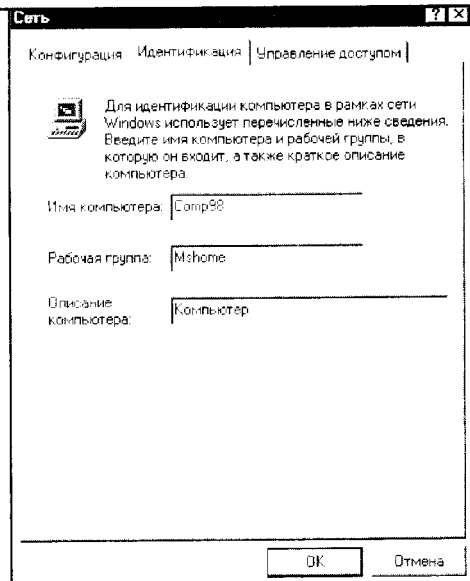 Сеть
Конфигурация Идентификация Управление доступом
Для идентификации компьютера в рамках сети
Windows использует перечисленные ниже сведения.
Введите имя компьютера и рабочей группы, в
которую он входит, а также краткое описание
компьютера.
Имя компьютера: Comp98
Рабочая группа: Mshome
Описание
компьютера: Компьютер
OK Отмена